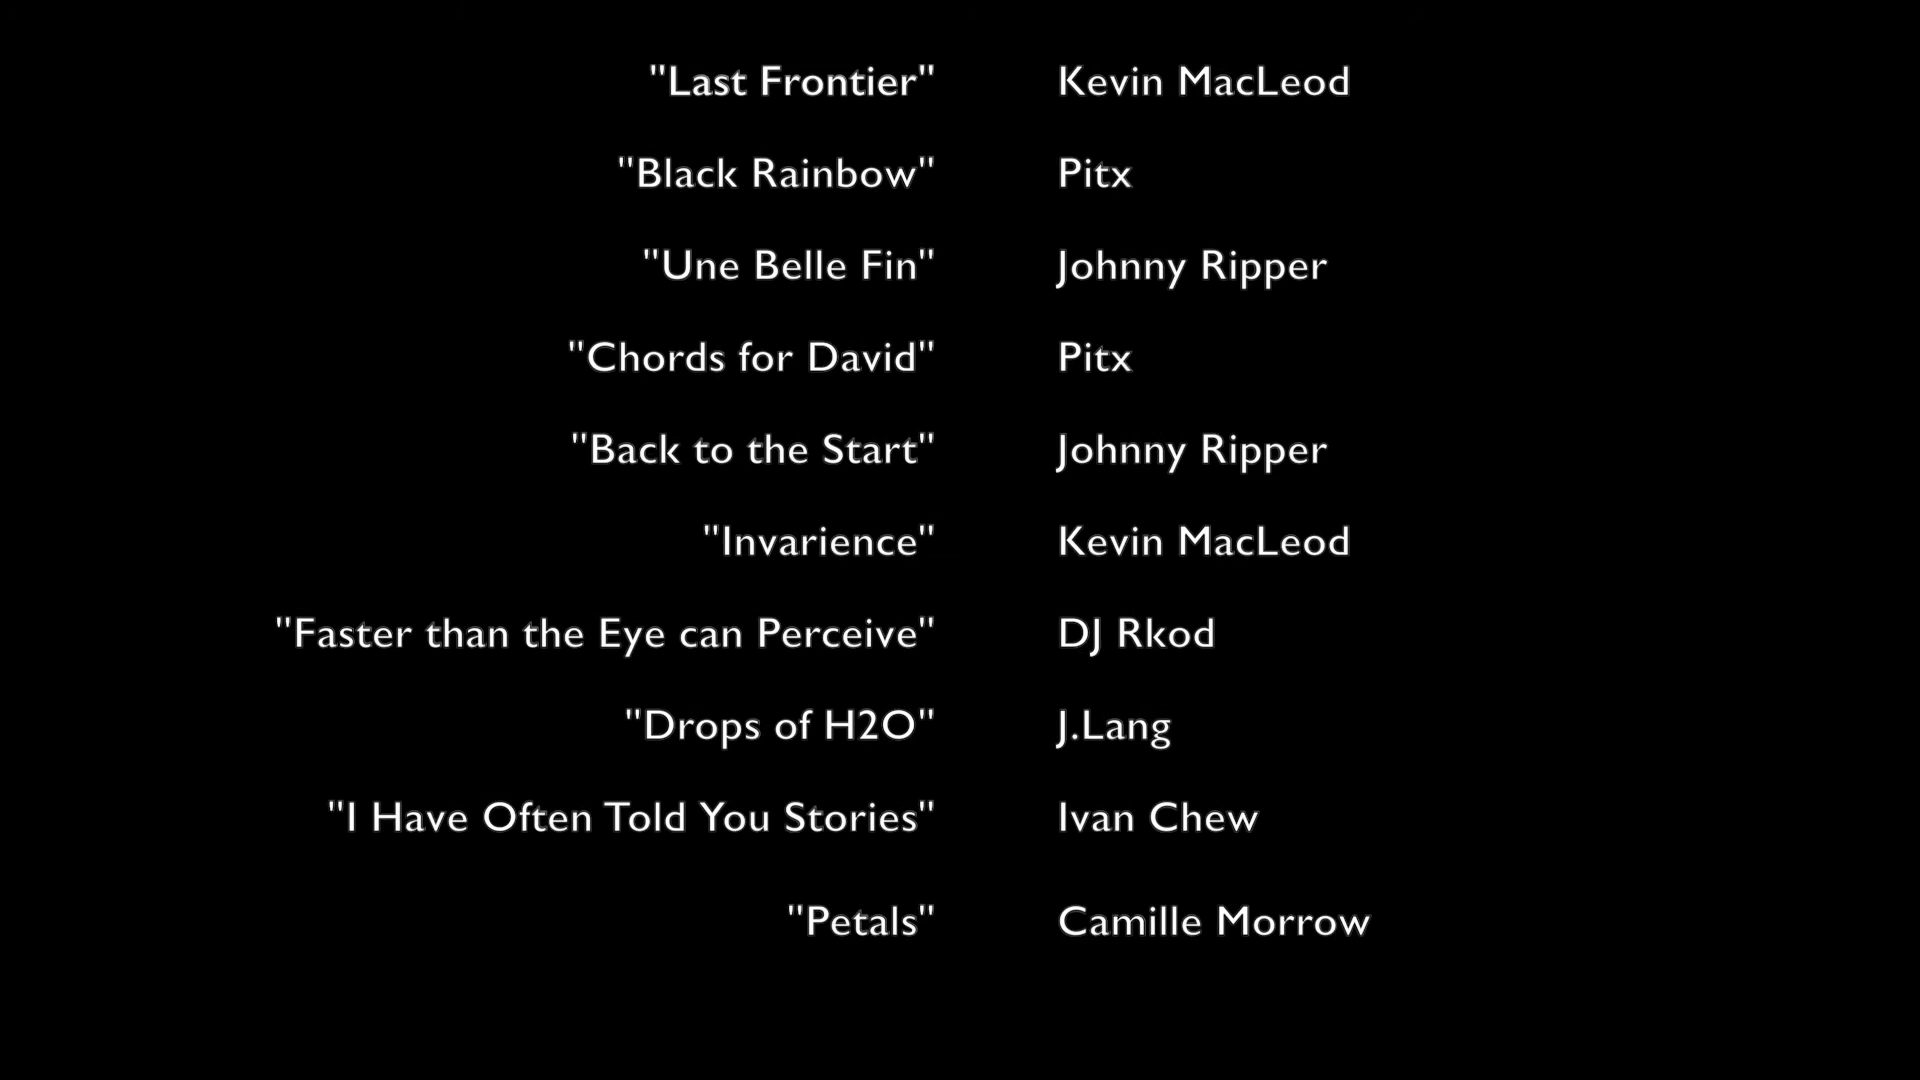 "Last Frontier" Kevin MacLeod
"Black Rainbow" Pitx
"Une Belle Fin" Johnny Ripper
"Chords for David" Pitx
"Back to the Start" Johnny Ripper
"Invarience" Kevin MacLeod
"Faster than the Eye can Perceive" DJ Rkod
"Drops of H2O" J.Lang
"I Have Often Told You Stories" Ivan Chew
"Petals" Camille Morrow